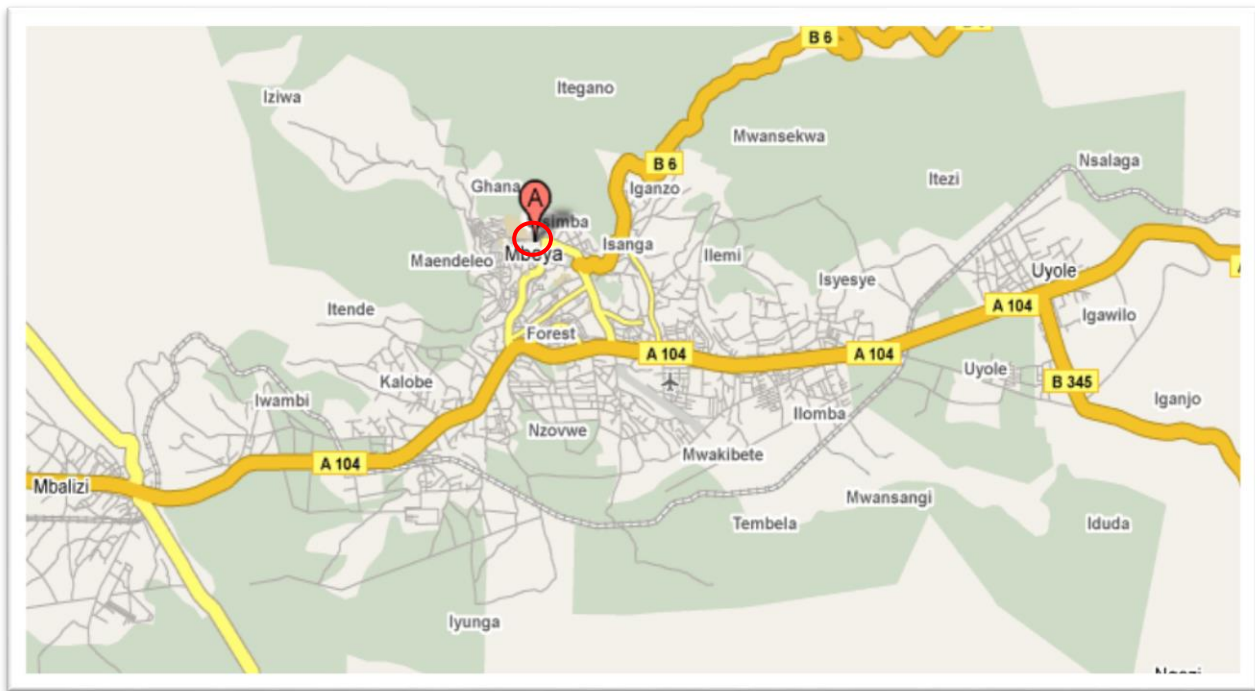 B 6
Itegano
Iziwa
Mwansekwa
B 6
Nsalaga
Itezi
Ghana
Iganzo
A
simba
Isanga
Mbeya
Maendeleo
Ilemi
Uyole
Isyesye
A 104
Itende
Igawilo
Forest
A 104
A 104
Uyole
Kalobe
B 345
Iwambi
Iganjo
Ilomba
Nzovwe
Mwakibete
A 104
Mbalizi
Mwansangi
Tembela
Iduda
Iyunga